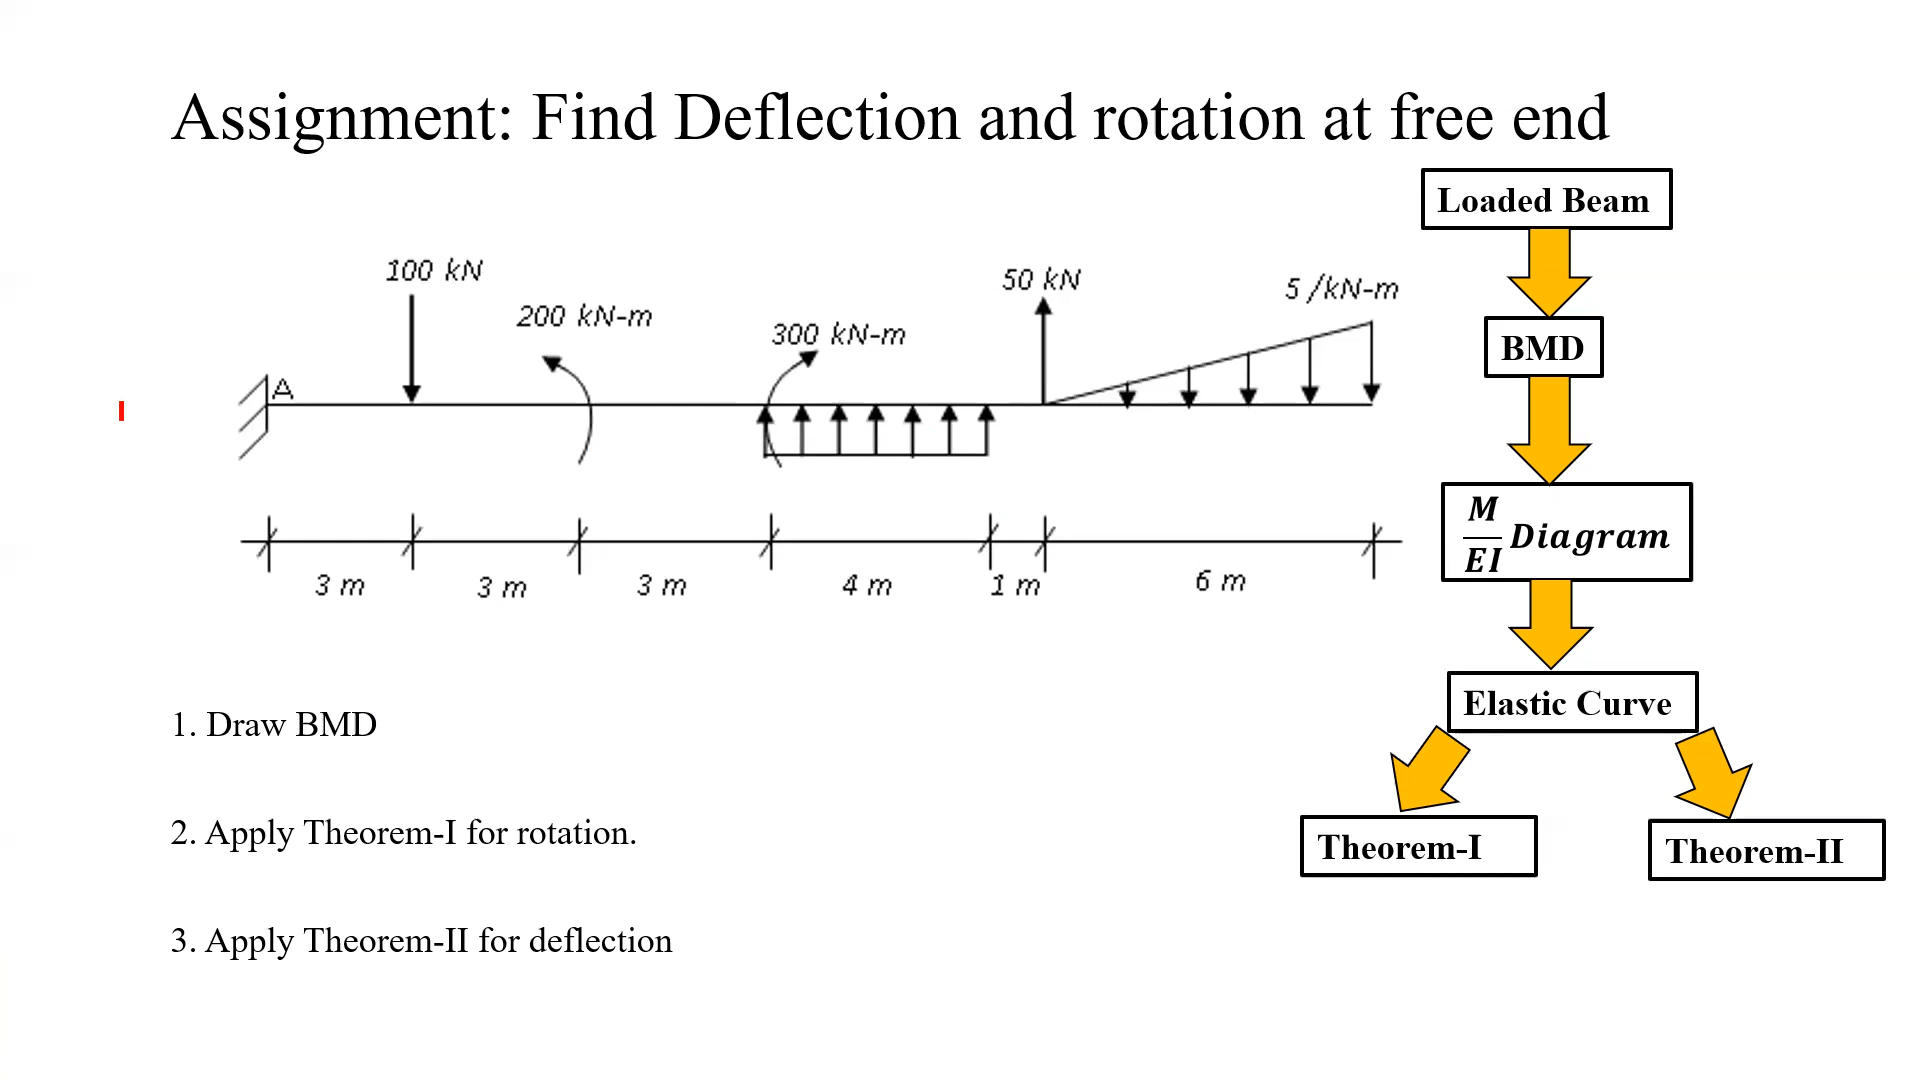 Assignment: Find Deflection and rotation at free end
Loaded Beam
100 kN
50 kN
5 /kN-m
200 kN-m
300 kN-m
BMD
A
M
EI
Diagram
3 m
3 m
3 m
4 m
1 m
6 m
Elastic Curve
1. Draw BMD
2. Apply Theorem-I for rotation.
Theorem-I
Theorem-II
3. Apply Theorem-II for deflection